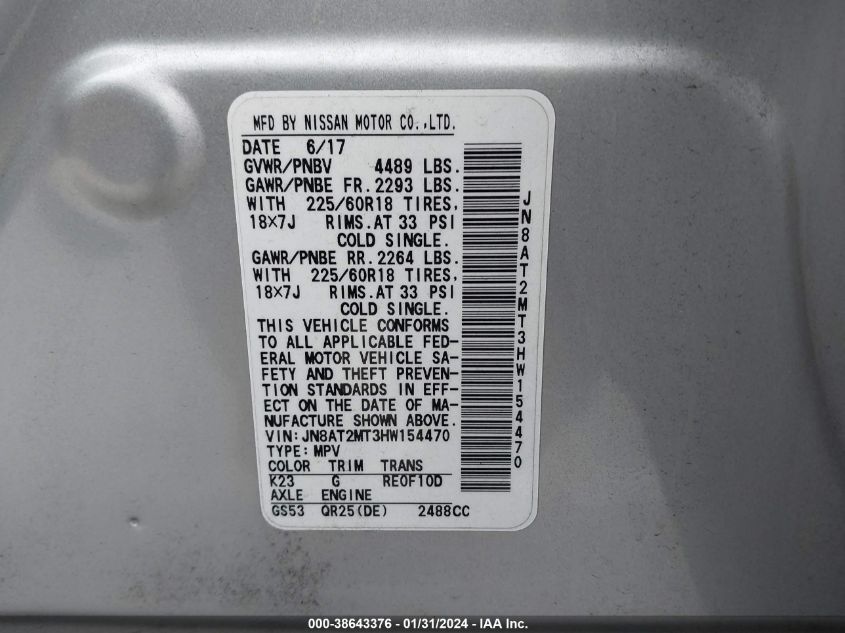 MFD BY NISSAN MOTOR CO.,LTD.
DATE 6/17
GVWR/PNBV 4489 LBS.
GAWR/PNBE FR. 2293 LBS.
WITH 225/60R18 TIRES,
18X7J RIMS.AT 33 PSI
COLD SINGLE.
GAWR/PNBE RR. 2264 LBS.
WITH 225/60R18 TIRES,
18X7J RIMS.AT 33 PSI
COLD SINGLE.
THIS VEHICLE CONFORMS
TO ALL APPLICABLE FED-
ERAL MOTOR VEHICLE SA-
FETY AND THEFT PREVEN-
TION STANDARDS IN EFF-
ECT ON THE DATE OF MA-
NUFACTURE SHOWN ABOVE.
VIN:JN8AT2MT3HW154470
TYPE:MPV
COLOR TRIM TRANS
K23 G RE0F10D
AXLE ENGINE
GS53 QR25(DE) 2488CC
JN8AT2MT3HW154470
000-38643376 - 01/31/2024 - IAA Inc.